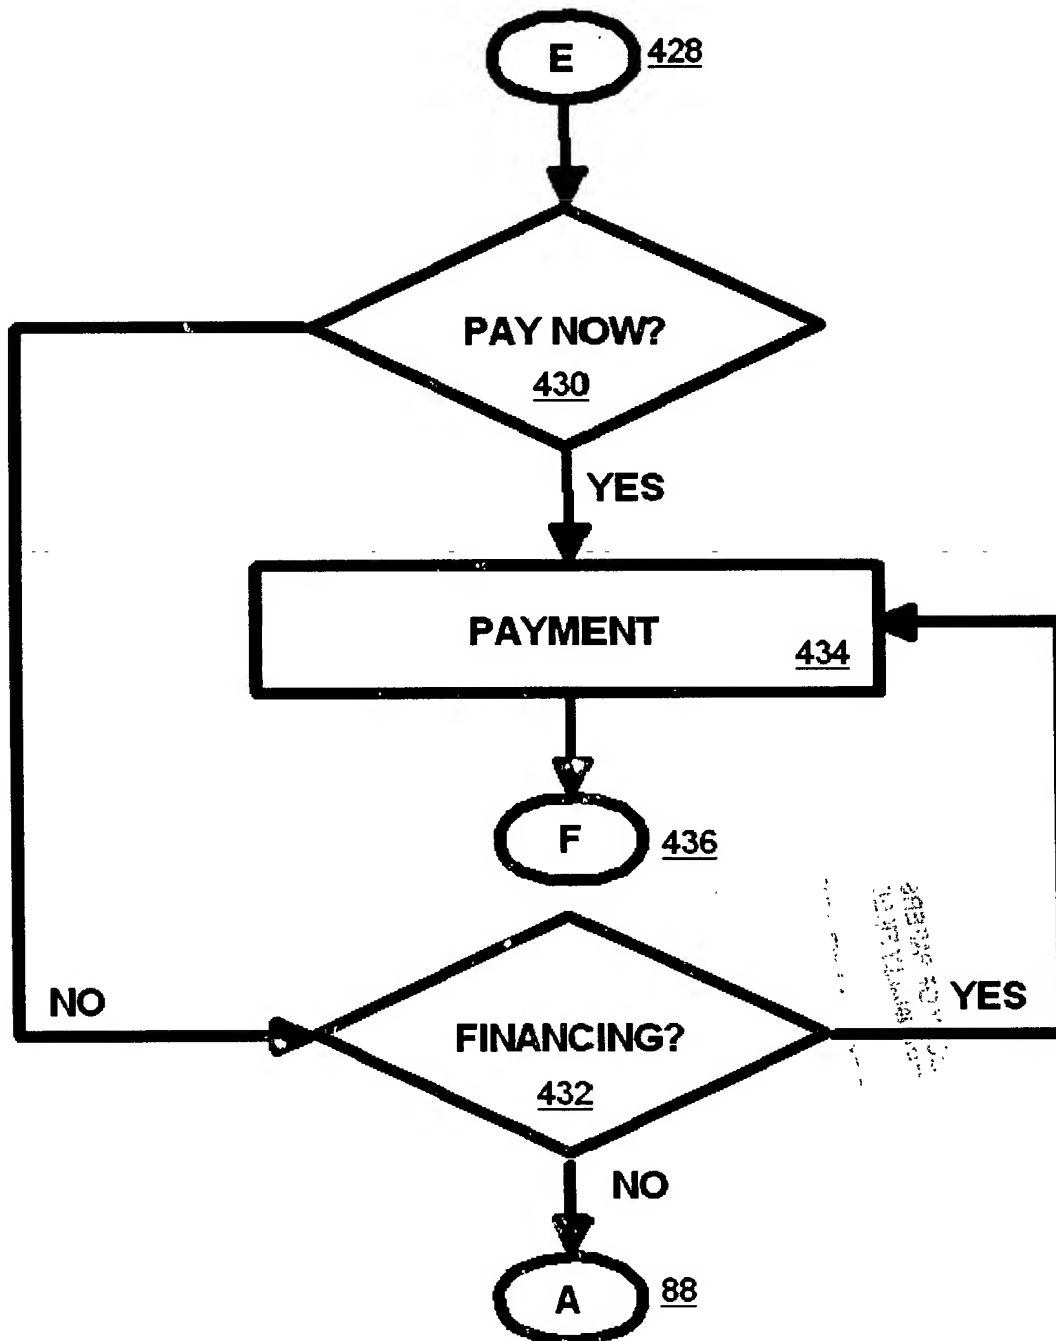 E 428
PAY NOW?
430
YES
PAYMENT
434
F 436
NO
YES
FINANCING?
432
NO
A 88